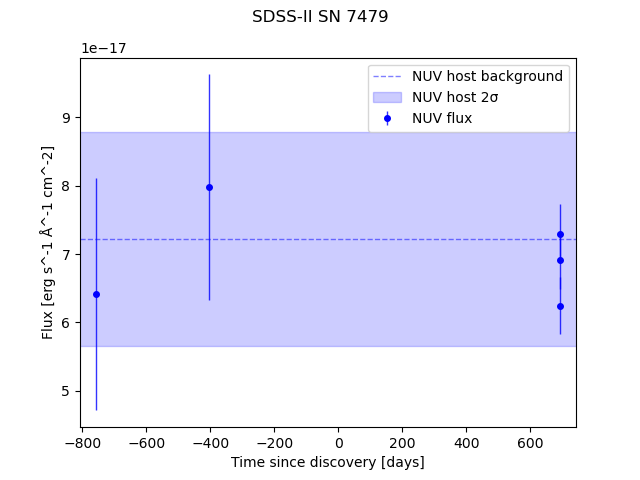 SDSS-II SN 7479
1e−17
NUV host background
NUV host 2σ
NUV flux
9
8
7
6
5
Flux [erg s^-1 Å^-1 cm^-2]
−800
−600
−400
−200
0
200
400
600
Time since discovery [days]